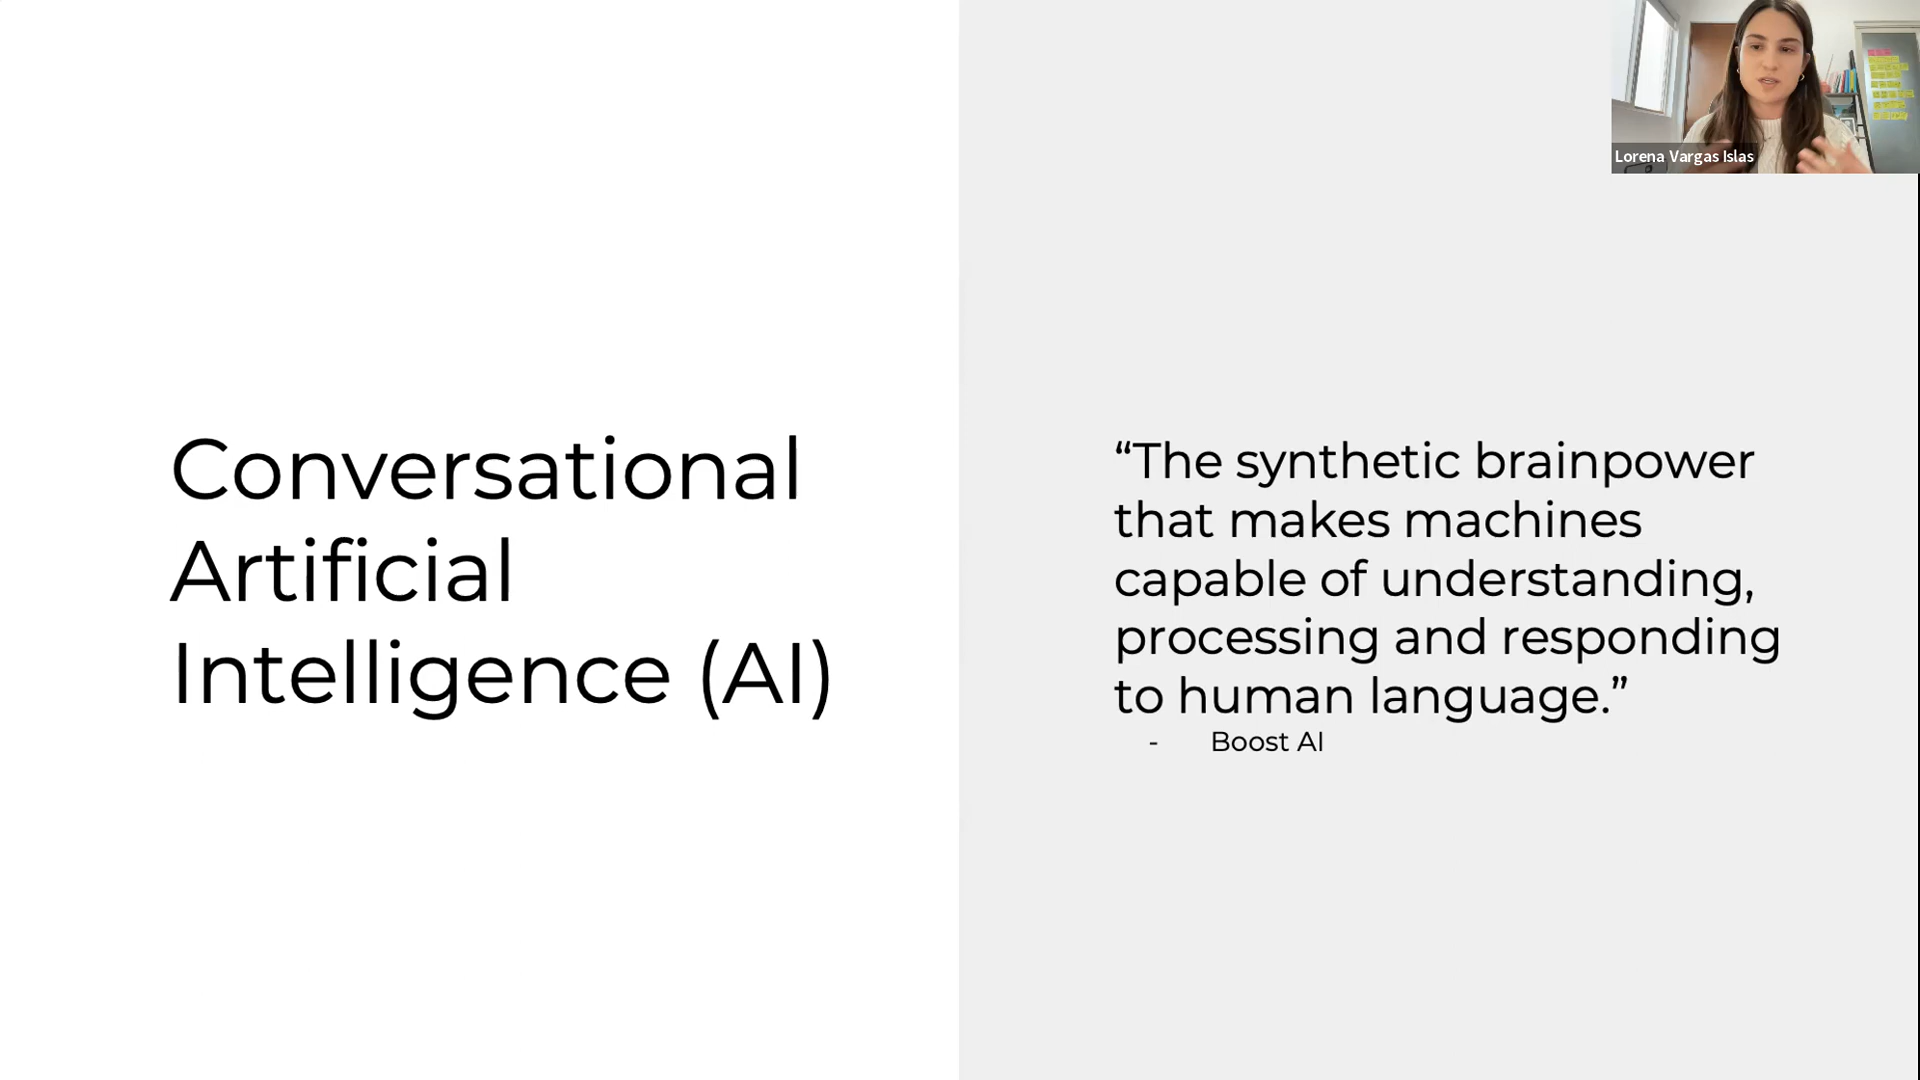 Lorena Vargas Islas
Conversational
Artificial
Intelligence (AI)
“The synthetic brainpower
that makes machines
capable of understanding,
processing and responding
to human language.”
- Boost AI